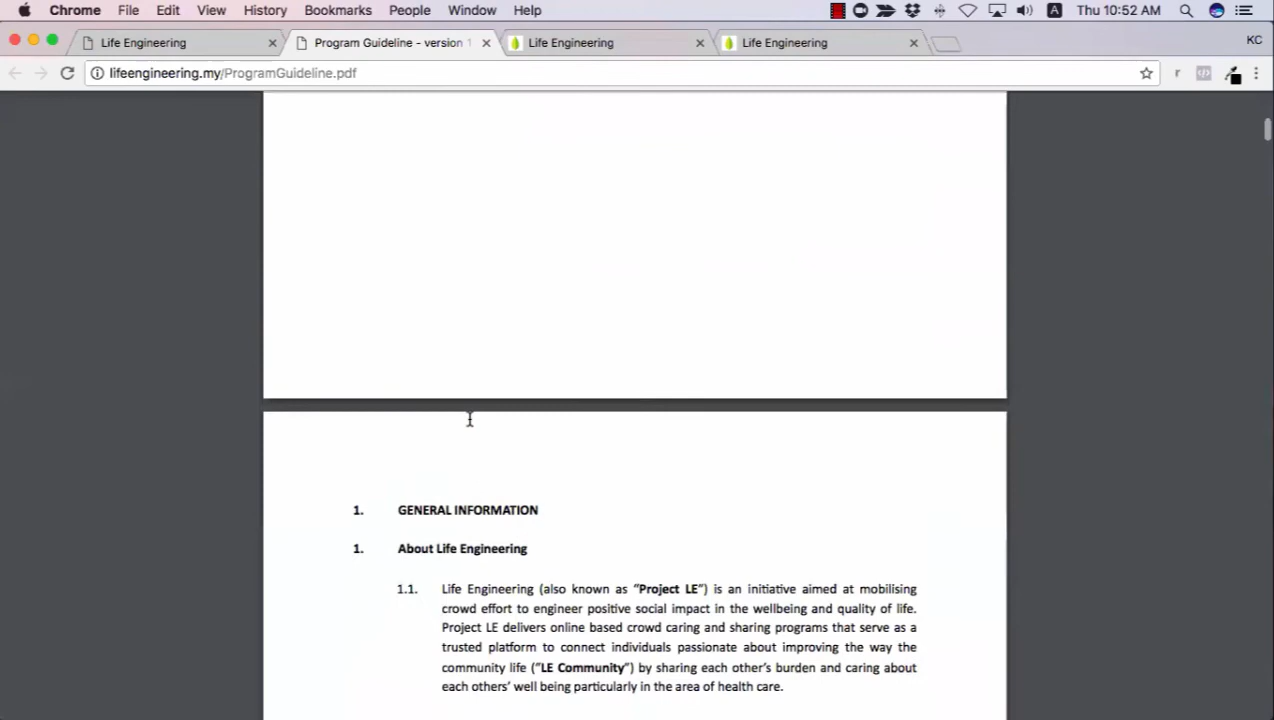 Chrome File Edit View History Bookmarks People Window Help A Thu 10:52 AM
Life Engineering Program Guideline - version 1 Life Engineering Life Engineering KC
lifeengineering.my/ProgramGuideline.pdf r
1. GENERAL INFORMATION
1. About Life Engineering
1.1. Life Engineering (also known as “Project LE”) is an initiative aimed at mobilising
crowd effort to engineer positive social impact in the wellbeing and quality of life.
Project LE delivers online based crowd caring and sharing programs that serve as a
trusted platform to connect individuals passionate about improving the way the
community life (“LE Community”) by sharing each other’s burden and caring about
each others’ well being particularly in the area of health care.